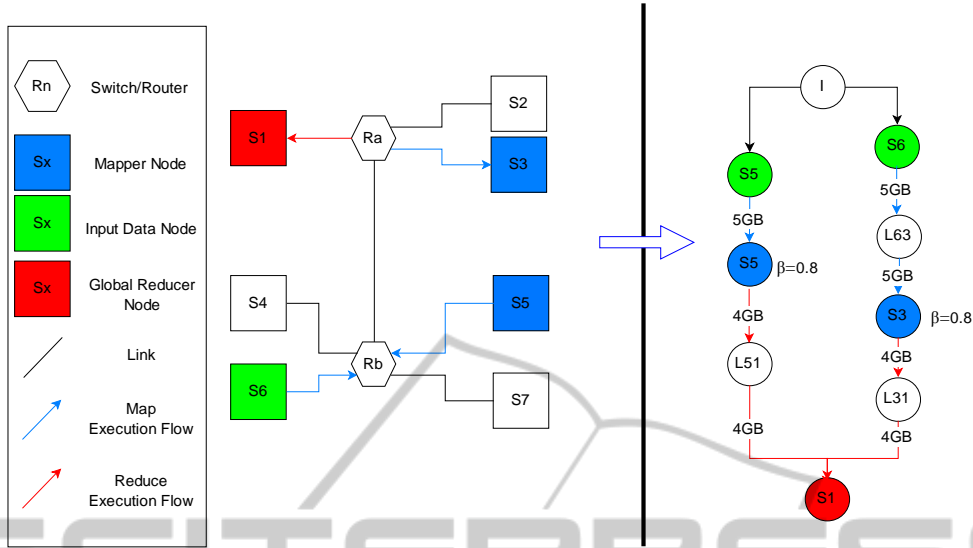 Rn
Switch/Router
Sx
Mapper Node
Sx
Input Data Node
Sx
Global Reducer
Node
Link
Map
Execution Flow
Reduce
Execution Flow
S1
Ra
S2
S3
S4
Rb
S5
S6
S7
I
S5
S6
5GB
5GB
S5
β=0.8
L63
5GB
4GB
S3
β=0.8
L51
4GB
L31
4GB
4GB
S1